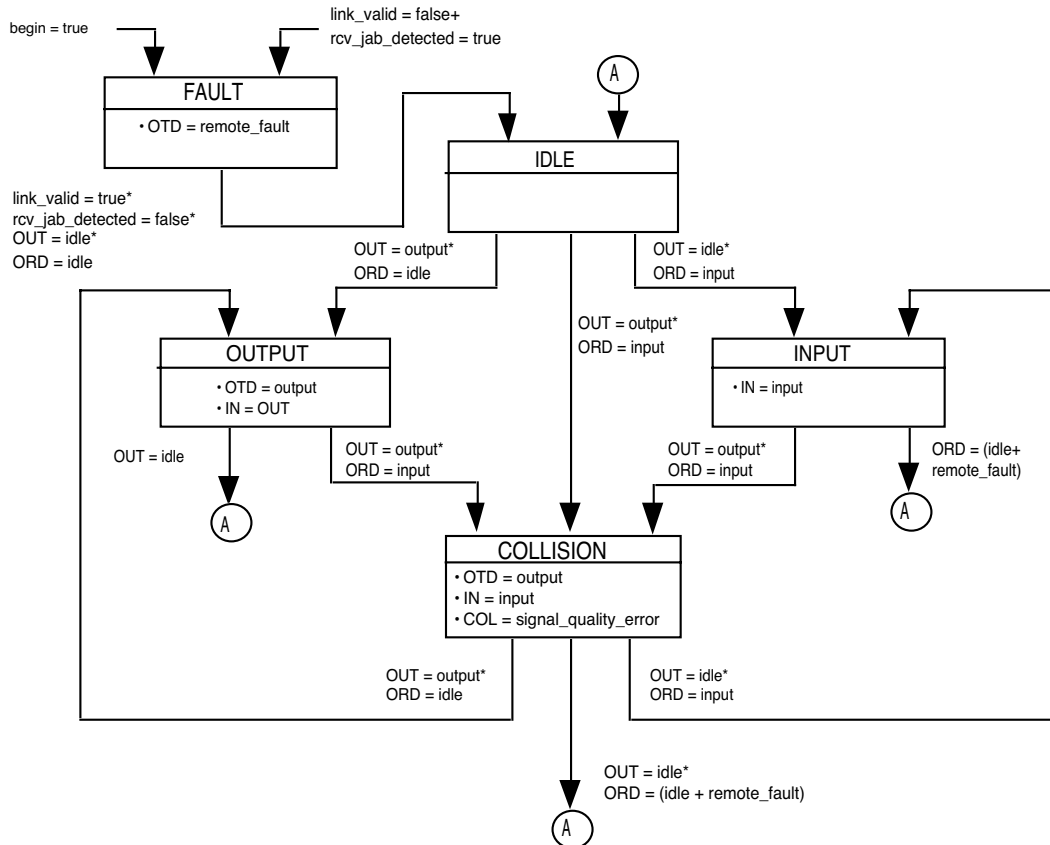 begin = true
link_valid = false+
rcv_jab_detected = true
A
FAULT
• OTD = remote_fault
IDLE
link_valid = true*
rcv_jab_detected = false*
OUT = idle*
ORD = idle
OUT = output*
ORD = idle
OUT = output*
ORD = input
OUT = idle*
ORD = input
OUTPUT
• OTD = output
• IN = OUT
INPUT
• IN = input
OUT = idle
OUT = output*
ORD = input
OUT = output*
ORD = input
ORD = (idle+
remote_fault)
A
A
COLLISION
• OTD = output
• IN = input
• COL = signal_quality_error
OUT = output*
ORD = idle
OUT = idle*
ORD = input
OUT = idle*
ORD = (idle + remote_fault)
A